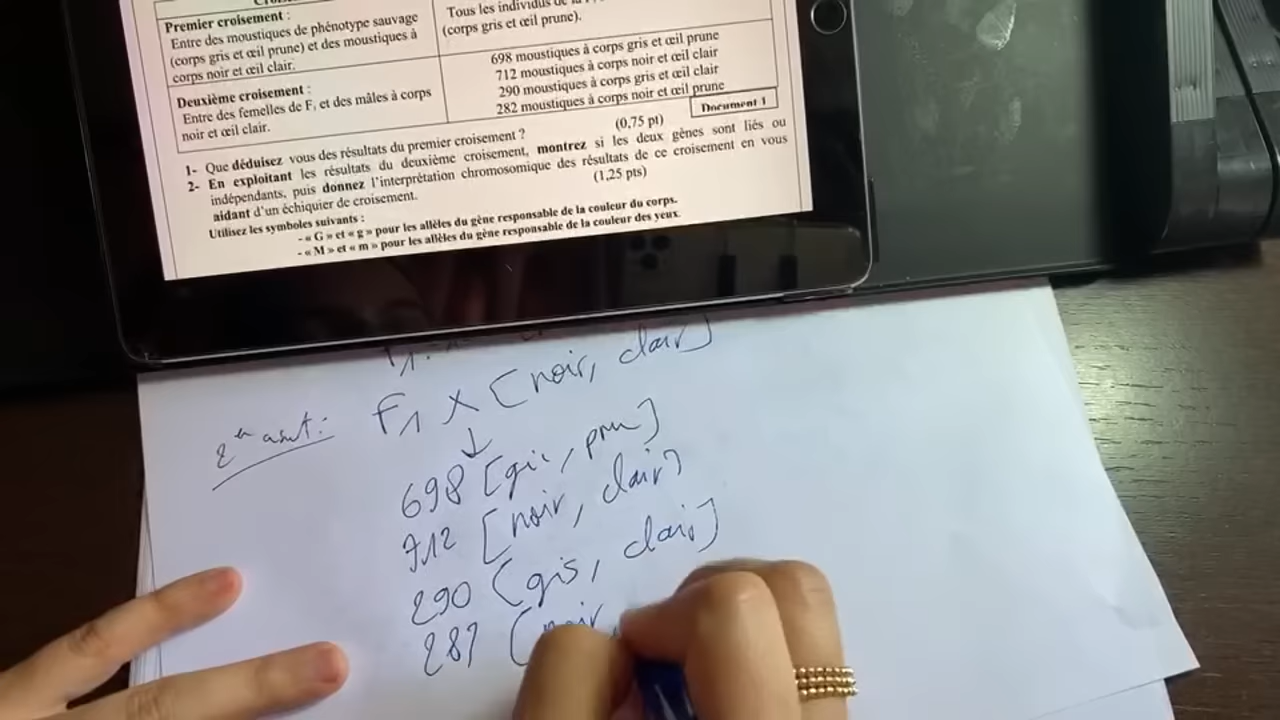 Premier croisement :
Entre des moustiques de phénotype sauvage
(corps gris et œil prune) et des moustiques à
corps noir et œil clair.
Tous les individus de la
(corps gris et œil prune).
Deuxième croisement :
Entre des femelles de F₁ et des mâles à corps
noir et œil clair.
698 moustiques à corps gris et œil prune
712 moustiques à corps noir et œil clair
290 moustiques à corps gris et œil clair
282 moustiques à corps noir et œil prune
Document 1
1- Que déduisez vous des résultats du premier croisement ? (0,75 pt)
2- En exploitant les résultats du deuxième croisement, montrez si les deux gènes sont liés ou
indépendants, puis donnez l'interprétation chromosomique des résultats de ce croisement en vous
aidant d'un échiquier de croisement. (1,25 pts)
Utilisez les symboles suivants :
- « G » et « g » pour les allèles du gène responsable de la couleur du corps.
- « M » et « m » pour les allèles du gène responsable de la couleur des yeux.
F1 X [noir, clair]
↓
698 [gis, pru]
712 [noir, clair]
290 [gis, clair]
287 [noir,